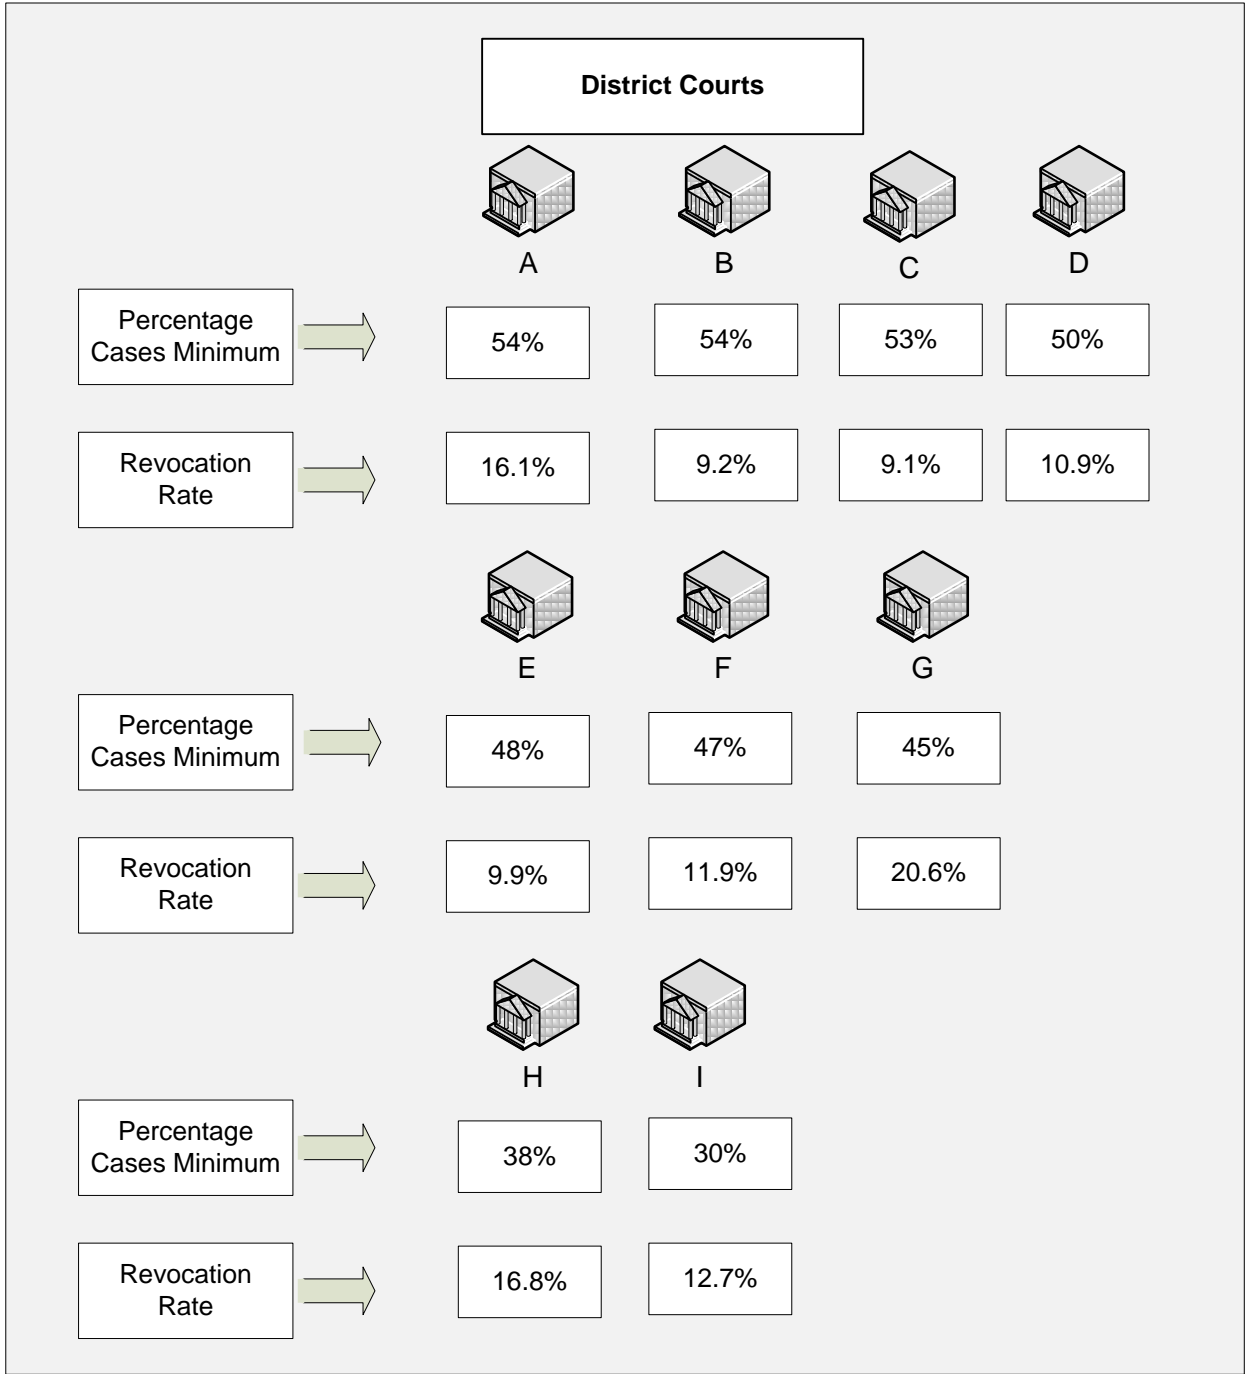 District Courts
A
B
C
D
Percentage
Cases Minimum
54%
54%
53%
50%
Revocation
Rate
16.1%
9.2%
9.1%
10.9%
E
F
G
Percentage
Cases Minimum
48%
47%
45%
Revocation
Rate
9.9%
11.9%
20.6%
H
I
Percentage
Cases Minimum
38%
30%
Revocation
Rate
16.8%
12.7%